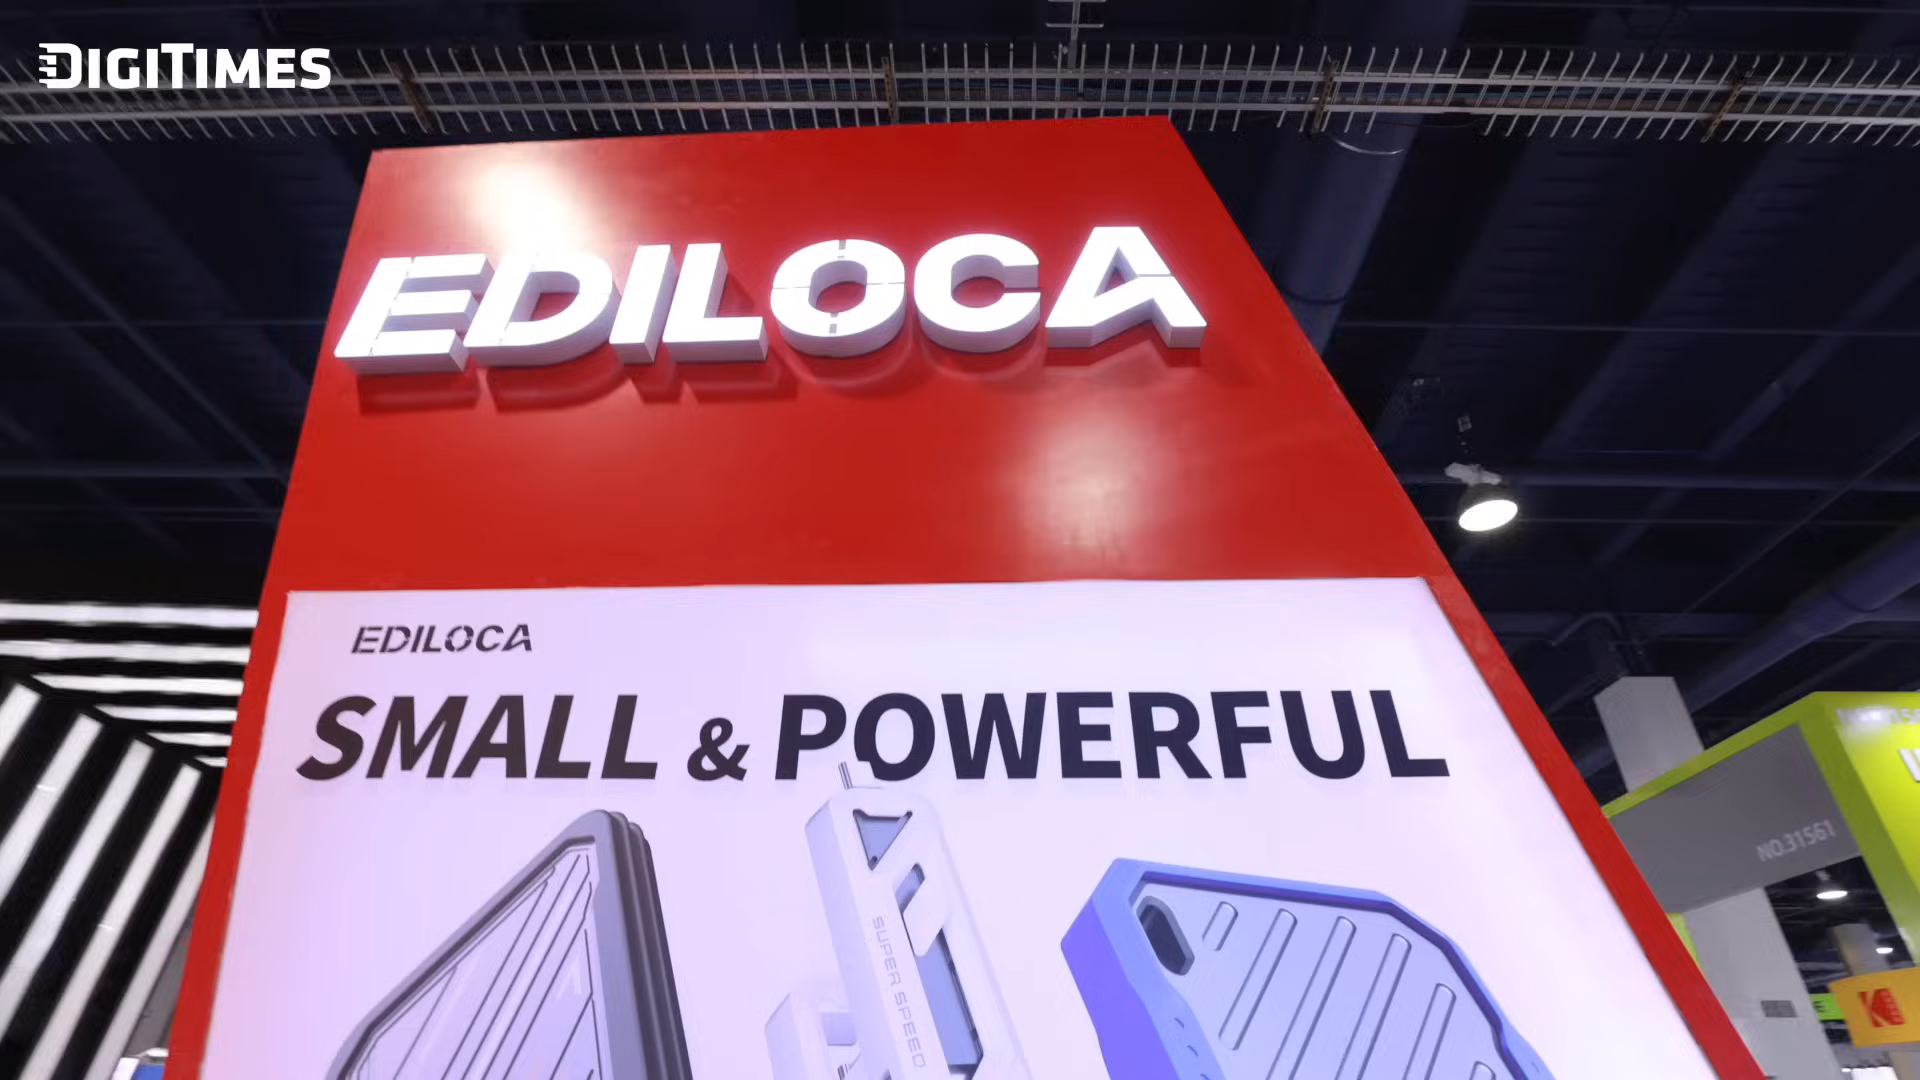 DIGITIMES
EDILOCA
EDILOCA
SMALL & POWERFUL
SUPER SPEED
NO.31561